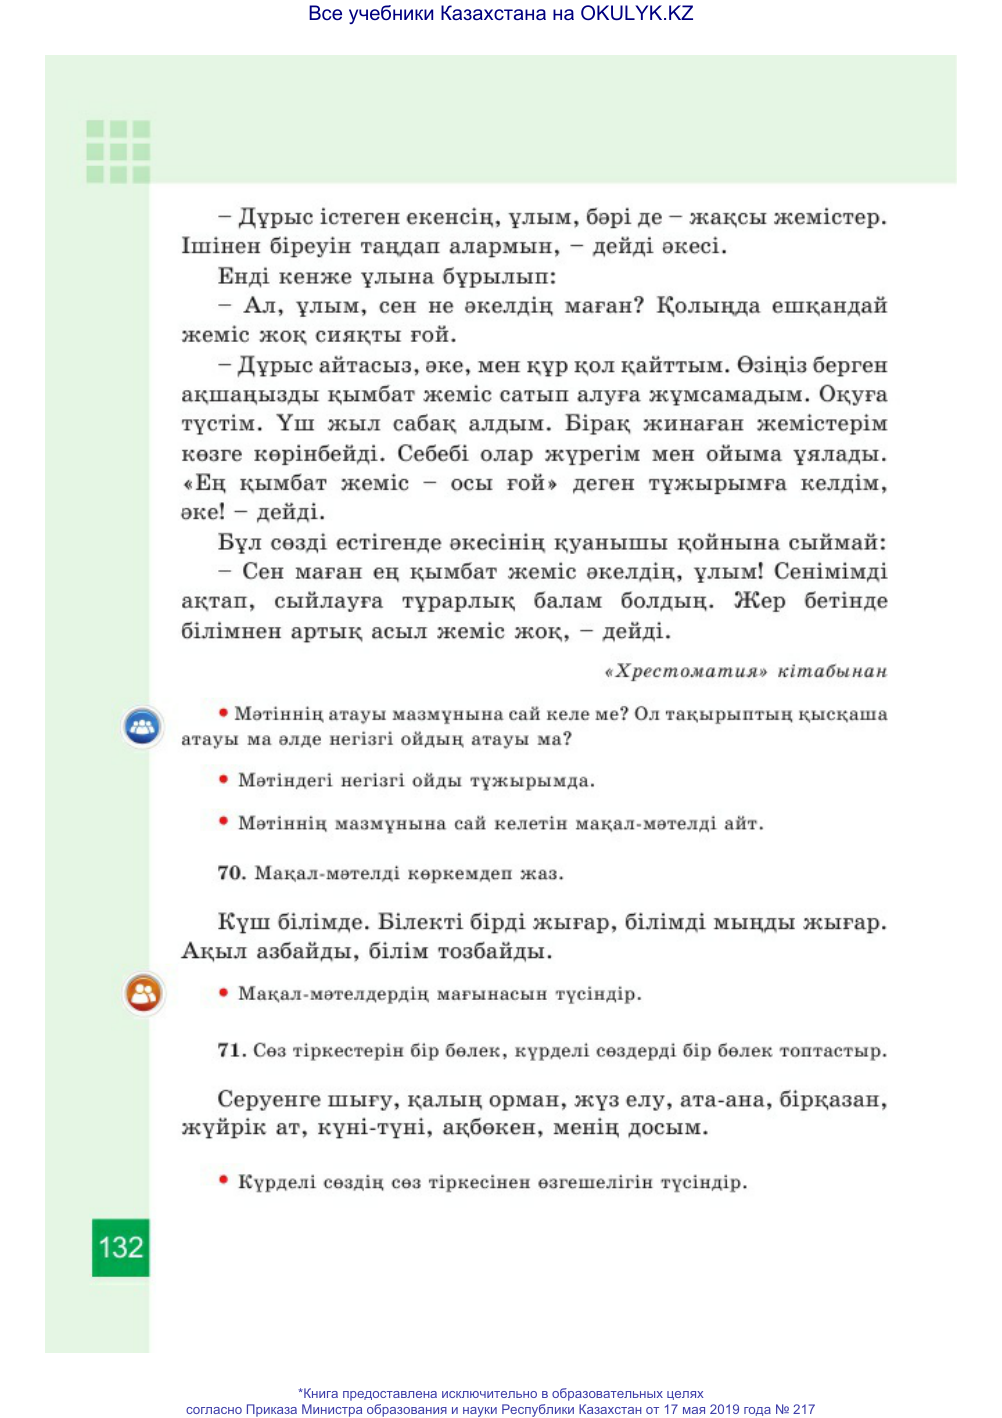 Все учебники Казахстана на OKULYK.KZ
– Дұрыс істеген екенсің, ұлым, бәрі де – жақсы жемістер.
Ішінен біреуін таңдап алармын, – дейді әкесі.
Енді кенже ұлына бұрылып:
– Ал, ұлым, сен не әкелдің маған? Қолыңда ешқандай
жеміс жоқ сияқты ғой.
– Дұрыс айтасыз, әке, мен құр қол қайттым. Өзіңіз берген
ақшаңызды қымбат жеміс сатып алуға жұмсамадым. Оқуға
түстім. Үш жыл сабақ алдым. Бірақ жинаған жемістерім
көзге көрінбейді. Себебі олар жүрегім мен ойыма ұялады.
«Ең қымбат жеміс – осы ғой» деген тұжырымға келдім,
әке! – дейді.
Бұл сөзді естігенде әкесінің қуанышы қойнына сыймай:
– Сен маған ең қымбат жеміс әкелдің, ұлым! Сенімімді
ақтап, сыйлауға тұрарлық балам болдың. Жер бетінде
білімнен артық асыл жеміс жоқ, – дейді.
«Хрестоматия» кітабынан
• Мәтіннің атауы мазмұнына сай келе ме? Ол тақырыптың қысқаша
атауы ма әлде негізгі ойдың атауы ма?
• Мәтіндегі негізгі ойды тұжырымда.
• Мәтіннің мазмұнына сай келетін мақал-мәтелді айт.
70. Мақал-мәтелді көркемдеп жаз.
Күш білімде. Білекті бірді жығар, білімді мыңды жығар.
Ақыл азбайды, білім тозбайды.
• Мақал-мәтелдердің мағынасын түсіндір.
71. Сөз тіркестерін бір бөлек, күрделі сөздерді бір бөлек топтастыр.
Серуенге шығу, қалың орман, жүз елу, ата-ана, бірқазан,
жүйрік ат, күні-түні, ақбөкен, менің досым.
• Күрделі сөздің сөз тіркесінен өзгешелігін түсіндір.
132
*Книга предоставлена исключительно в образовательных целях
согласно Приказа Министра образования и науки Республики Казахстан от 17 мая 2019 года № 217